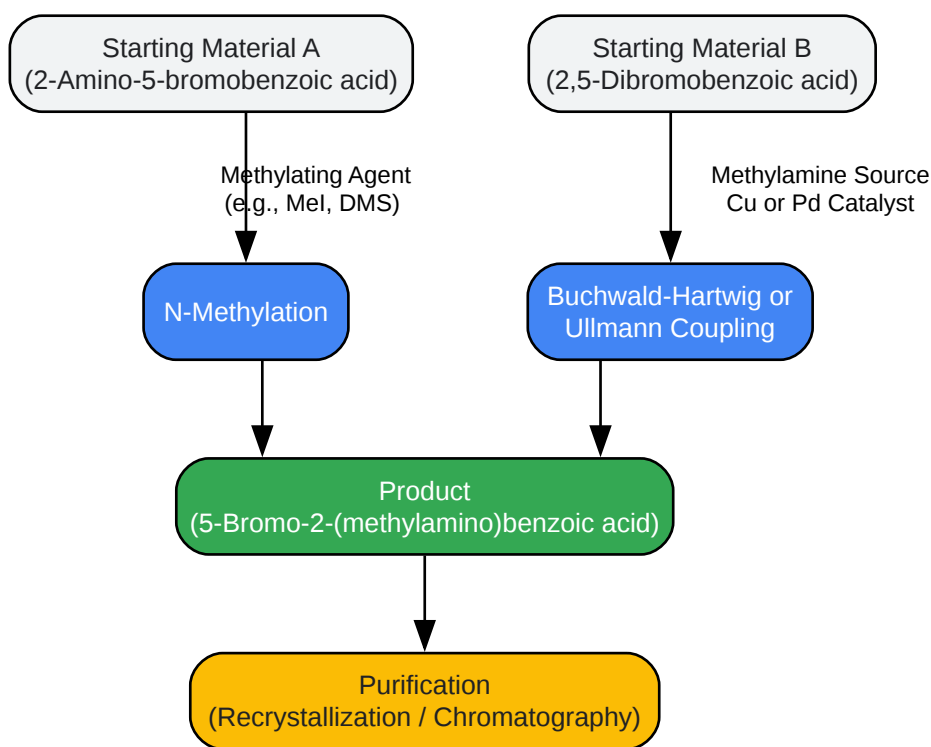 Starting Material A
(2-Amino-5-bromobenzoic acid)
Starting Material B
(2,5-Dibromobenzoic acid)
Methylating Agent
(e.g., MeI, DMS)
Methylamine Source
Cu or Pd Catalyst
N-Methylation
Buchwald-Hartwig or
Ullmann Coupling
Product
(5-Bromo-2-(methylamino)benzoic acid)
Purification
(Recrystallization / Chromatography)